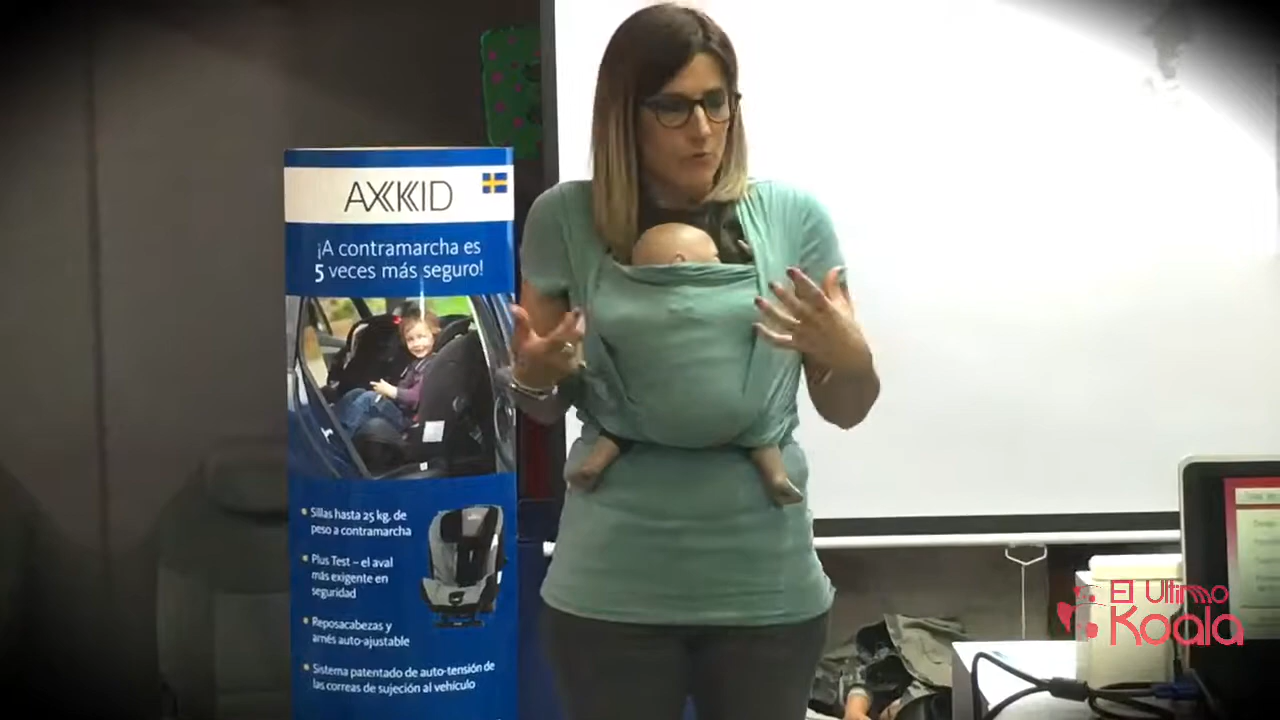 AXKID
¡A contramarcha es
5 veces más seguro!
Sillas hasta 25 kg. de
peso a contramarcha
Plus Test – el aval
más exigente en
seguridad
Reposacabezas y
arnés auto-ajustable
Sistema patentado de auto-tensión de
las correas de sujeción al vehículo
El Ultimo
Koala